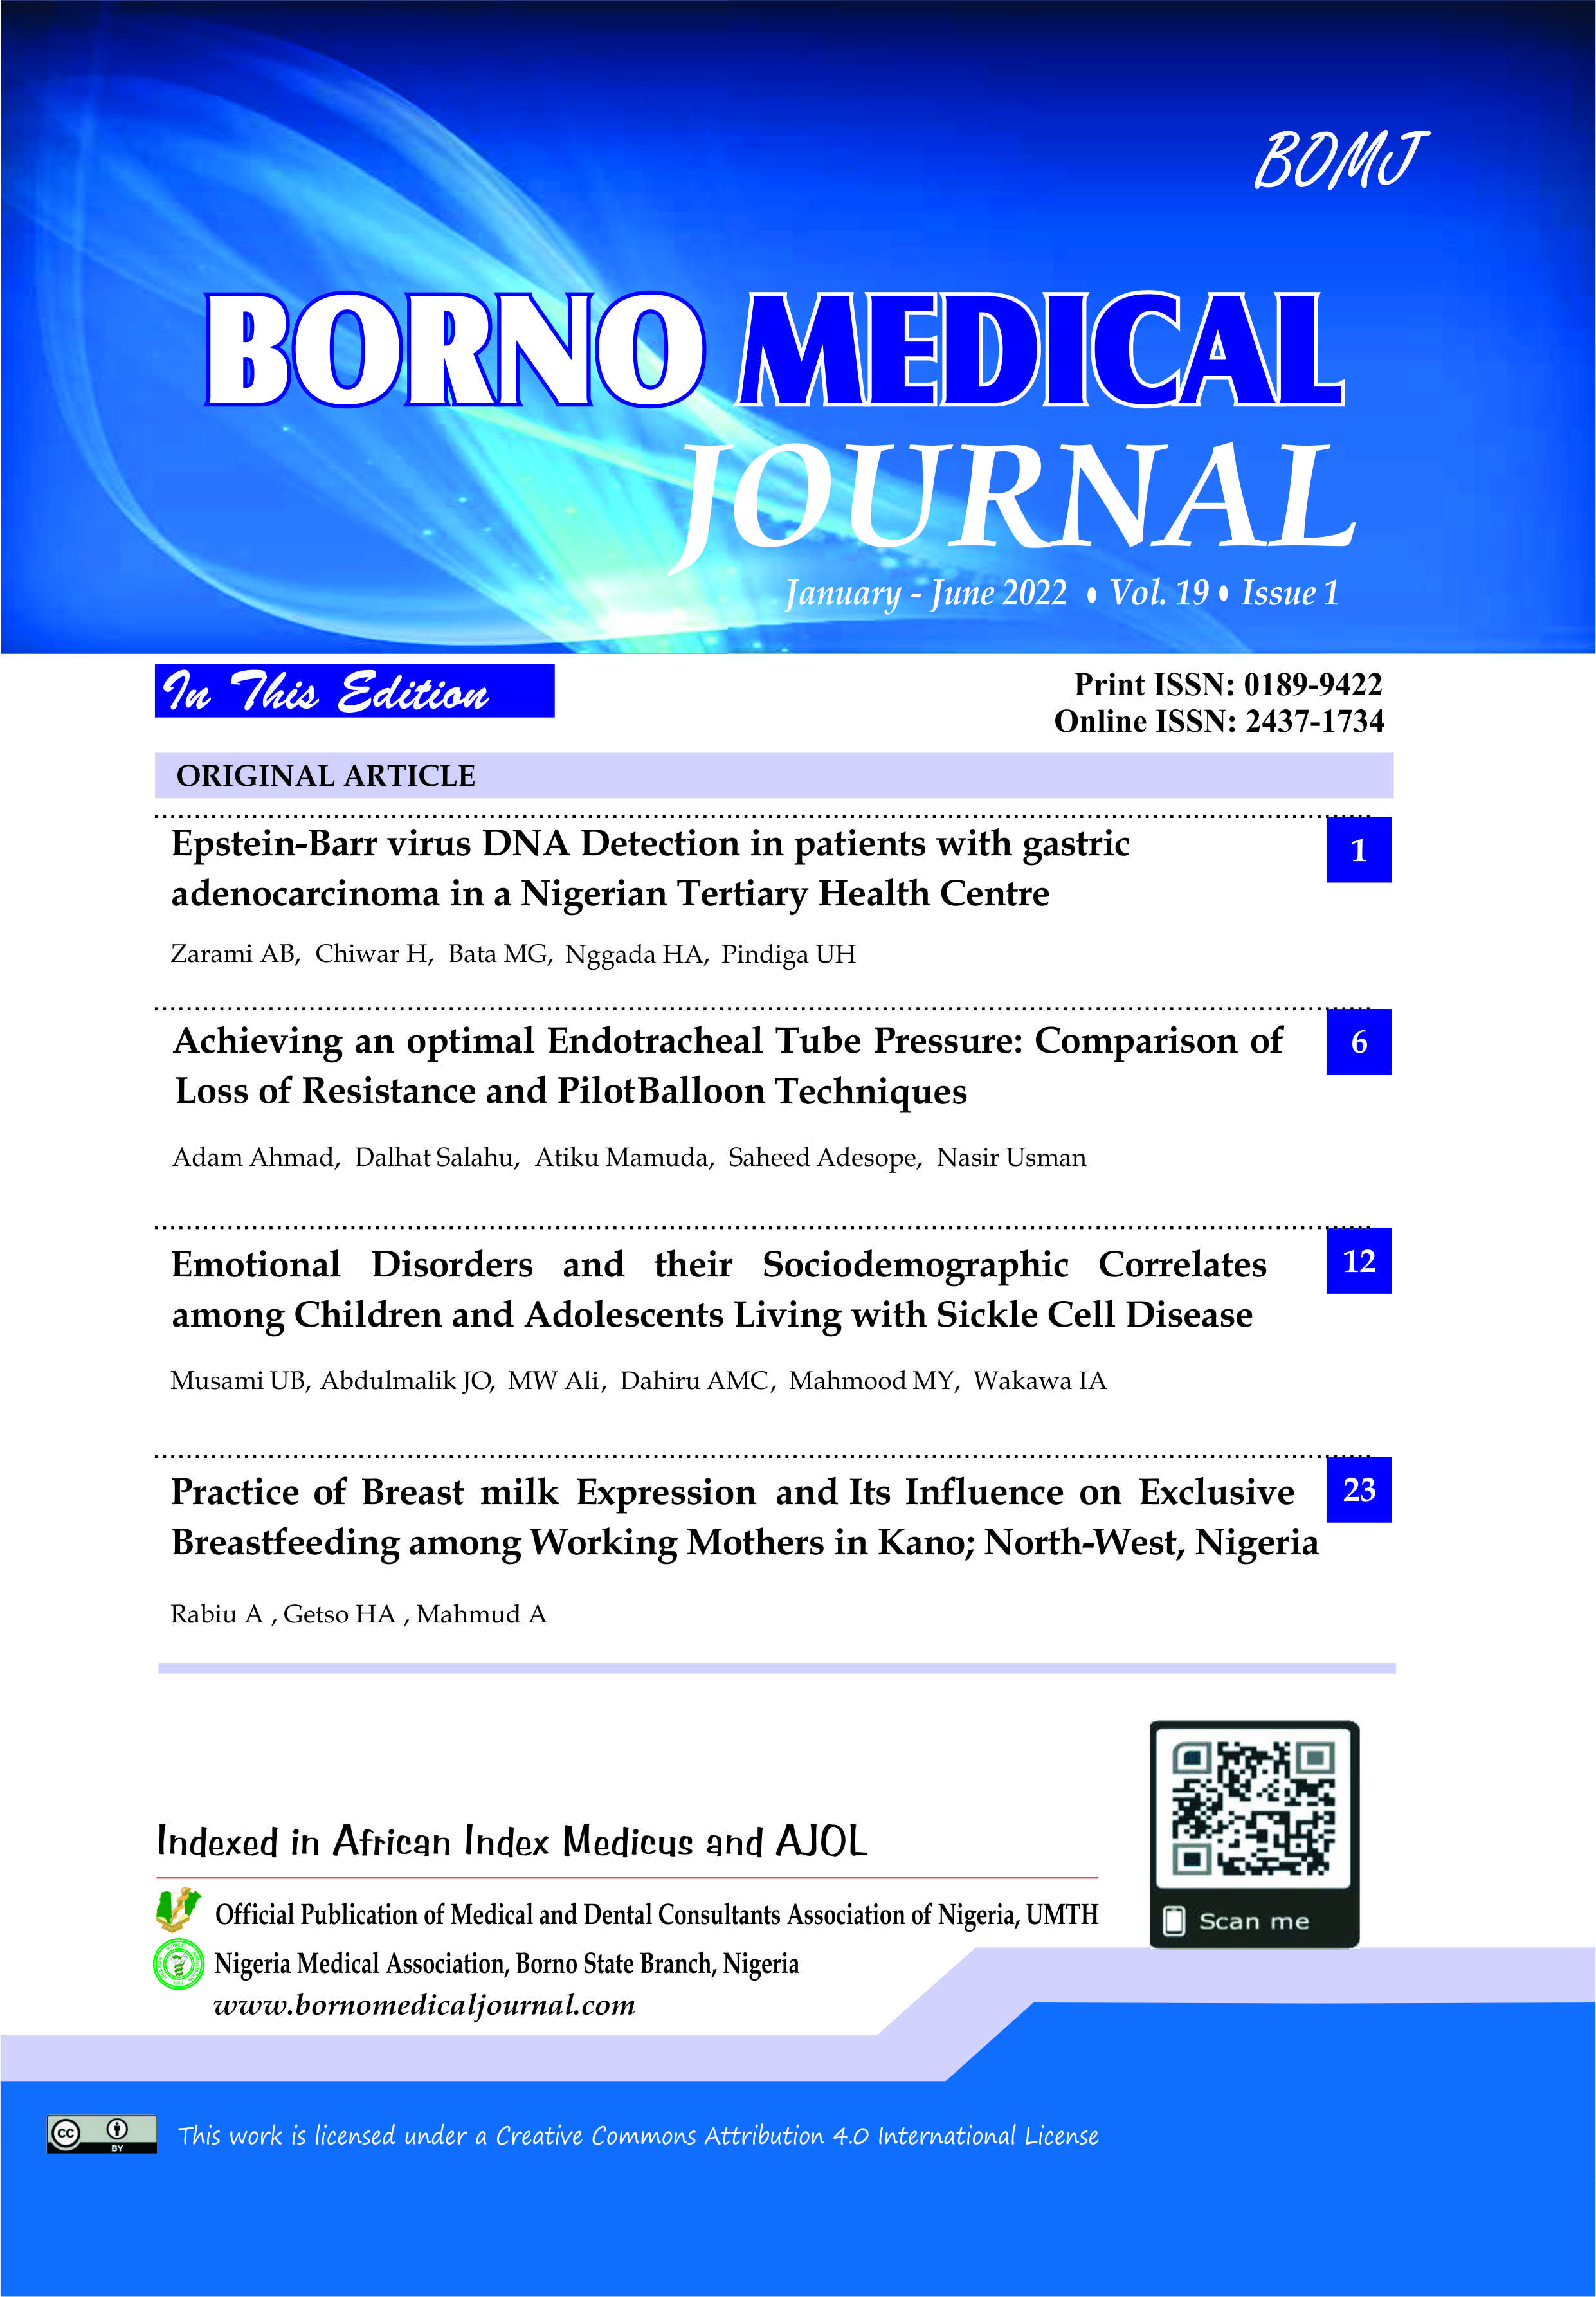 BOMJ
BORNO MEDICAL
JOURNAL
January - June 2022 • Vol. 19 • Issue 1
In This Edition
Print ISSN: 0189-9422
Online ISSN: 2437-1734
ORIGINAL ARTICLE
Epstein-Barr virus DNA Detection in patients with gastric
1
adenocarcinoma in a Nigerian Tertiary Health Centre
Zarami AB, Chiwar H, Bata MG, Nggada HA, Pindiga UH
Achieving an optimal Endotracheal Tube Pressure: Comparison of
6
Loss of Resistance and PilotBalloon Techniques
Adam Ahmad, Dalhat Salahu, Atiku Mamuda, Saheed Adesope, Nasir Usman
Emotional Disorders and their Sociodemographic Correlates
12
among Children and Adolescents Living with Sickle Cell Disease
Musami UB, Abdulmalik JO, MW Ali, Dahiru AMC, Mahmood MY, Wakawa IA
Practice of Breast milk Expression and Its Influence on Exclusive
23
Breastfeeding among Working Mothers in Kano; North-West, Nigeria
Rabiu A , Getso HA , Mahmud A
Indexed in African Index Medicus and AJOL
Official Publication of Medical and Dental Consultants Association of Nigeria, UMTH
Scan me
Nigeria Medical Association, Borno State Branch, Nigeria
www.bornomedicaljournal.com
cc
BY
This work is licensed under a Creative Commons Attribution 4.0 International License